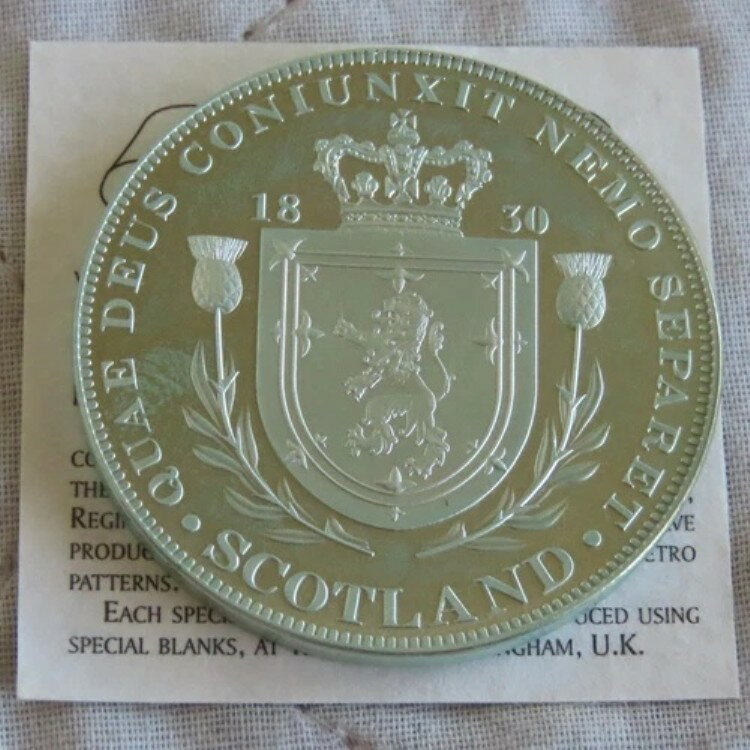 QUAE DEUS CONIUNXIT NEMO SEPARET
18 30
• SCOTLAND •
CO
THE
REGI
VE
PRODUC
ETRO
PATTERNS.
EACH SPEC
UCED USING
SPECIAL BLANKS, AT
NGHAM, U.K.